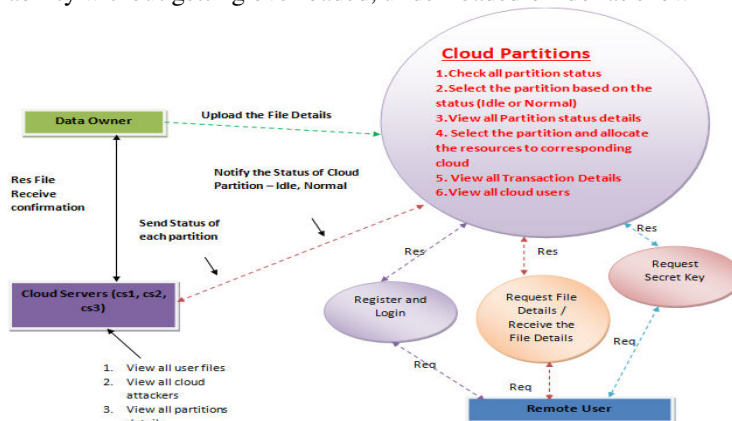 Cloud Partitions
1.Check all partition status
2.Select the partition based on the
status (Idle or Normal)
3.View all Partition status details
4. Select the partition and allocate
the resources to corresponding
cloud
5. View all Transaction Details
6.View all cloud users
Data Owner
Upload the File Details
Res File
Receive
confirmation
Notify the Status of Cloud
Partition – Idle, Normal
Send Status of
each partition
Cloud Servers (cs1, cs2,
cs3)
1. View all user files
2. View all cloud
attackers
3. View all partitions
Res
Res
Res
Register and
Login
Request File
Details /
Receive the
File Details
Request
Secret Key
Req
Req
Req
Remote User